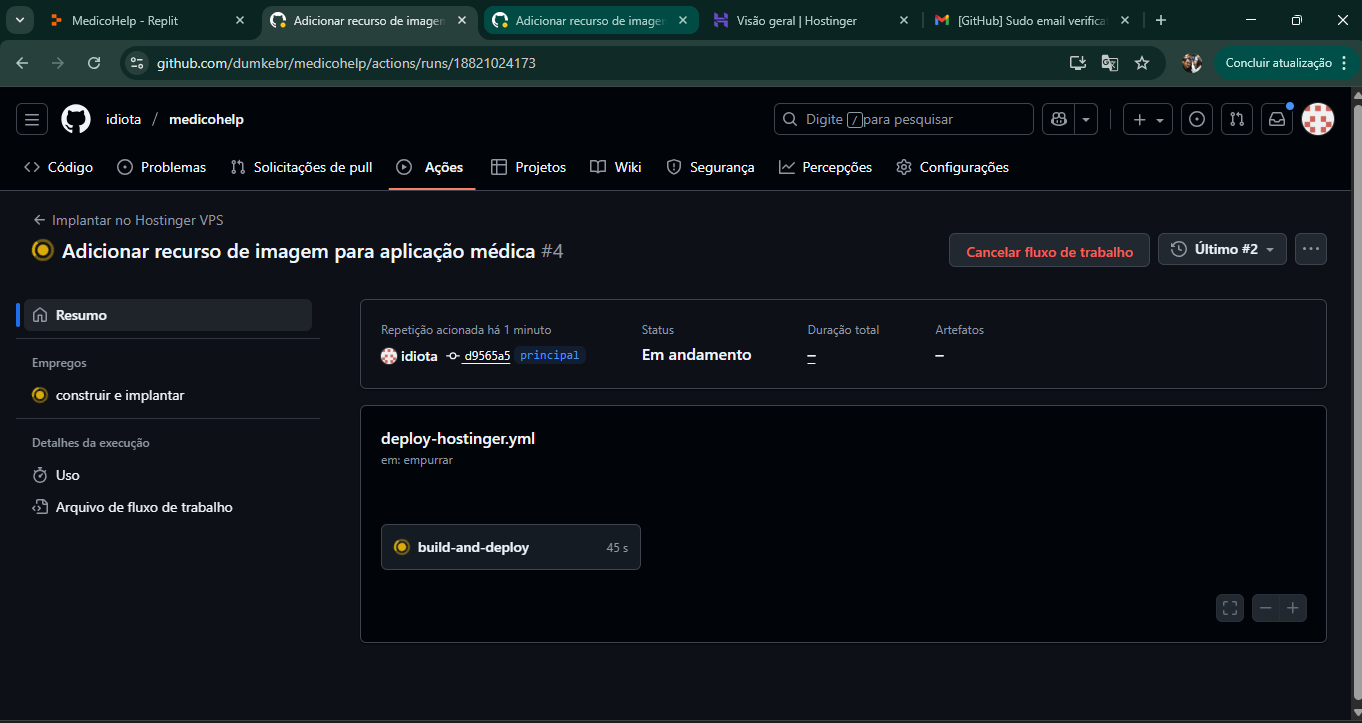 MedicoHelp - Replit
Adicionar recurso de imagem
Adicionar recurso de imagem
Visão geral | Hostinger
[GitHub] Sudo email verifica
github.com/dumkebr/medicohelp/actions/runs/18821024173
Concluir atualização
idiota / medicohelp
Digite / para pesquisar
Código
Problemas
Solicitações de pull
Ações
Projetos
Wiki
Segurança
Percepções
Configurações
← Implantar no Hostinger VPS
Adicionar recurso de imagem para aplicação médica #4
Cancelar fluxo de trabalho
Último #2
Resumo
Empregos
construir e implantar
Detalhes da execução
Uso
Arquivo de fluxo de trabalho
Repetição acionada há 1 minuto
idiota d9565a5 principal
Status
Em andamento
Duração total
–
Artefatos
–
deploy-hostinger.yml
em: empurrar
build-and-deploy 45 s